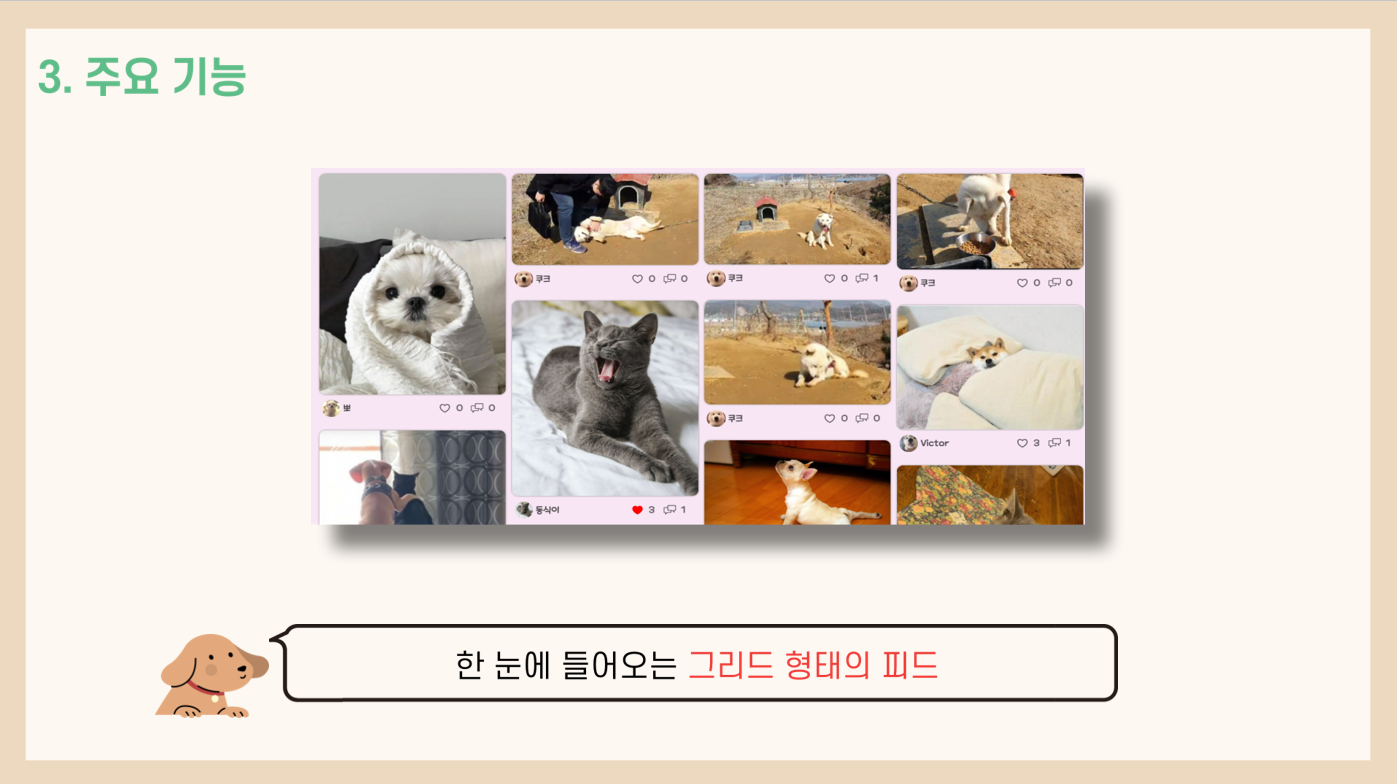 3. 주요 기능
쿠크 0 0
쿠크 0 1
쿠크 0 0
뽀 0 0
쿠크 0 0
Victor 3 1
동식이 3 1
한 눈에 들어오는 그리드 형태의 피드